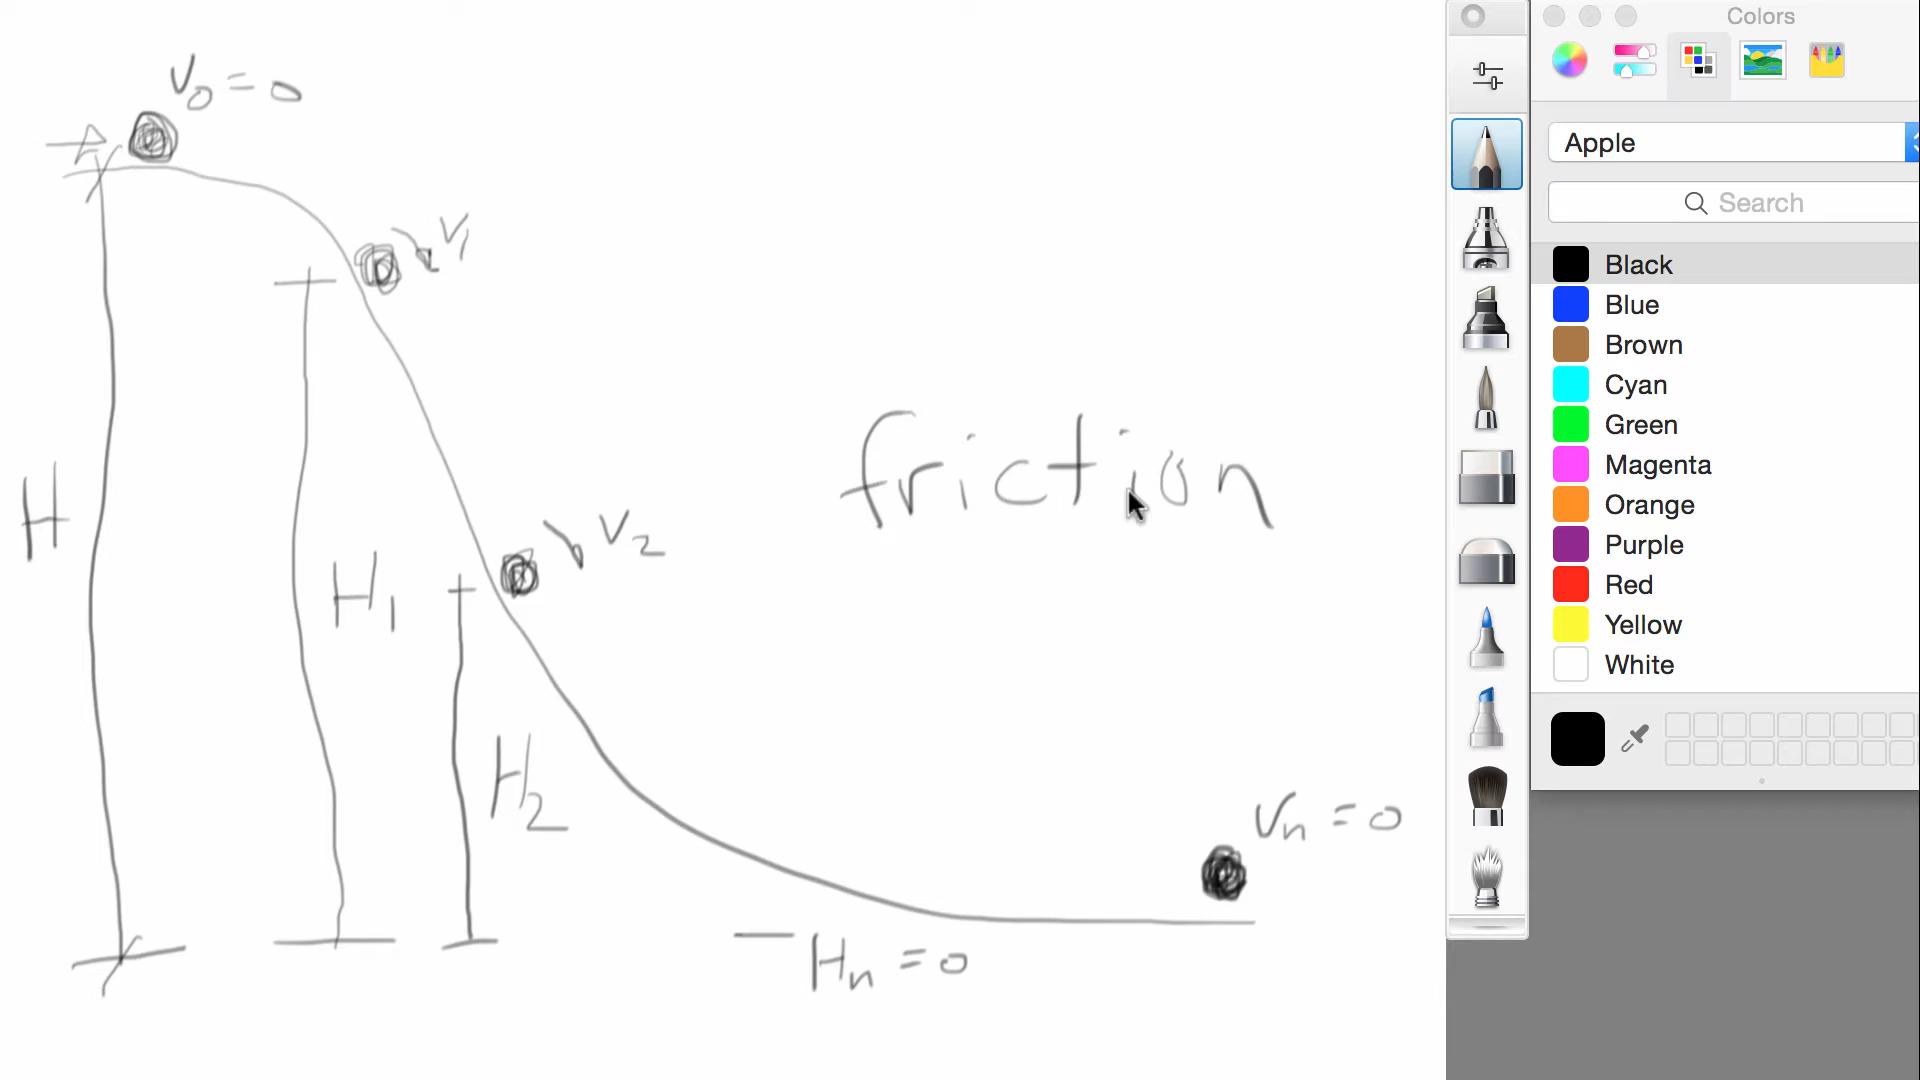 V₀ = 0
V₁
H
friction
V₂
H₁
H₂
Vₙ = 0
Hₙ = 0
Colors
Apple
Search
Black
Blue
Brown
Cyan
Green
Magenta
Orange
Purple
Red
Yellow
White